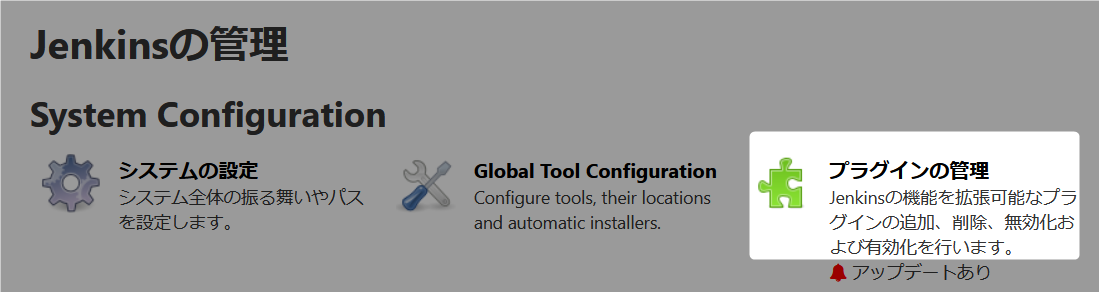 Jenkinsの管理
System Configuration
システムの設定
システム全体の振る舞いやパス
を設定します。
Global Tool Configuration
Configure tools, their locations
and automatic installers.
プラグインの管理
Jenkinsの機能を拡張可能なプラ
グインの追加、削除、無効化お
よび有効化を行います。
アップデートあり